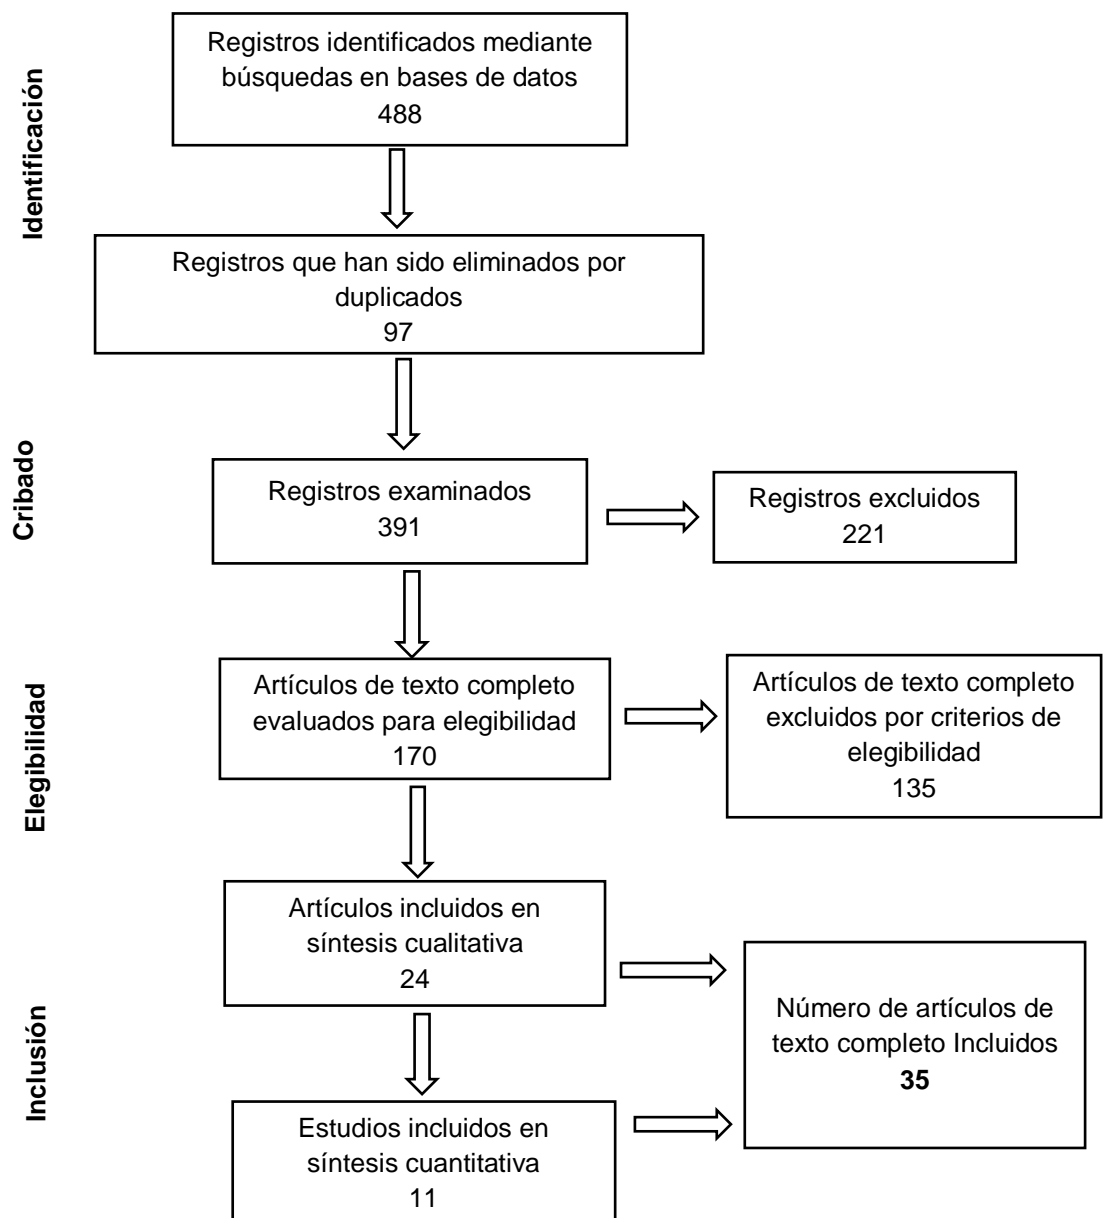 Identificación
Registros identificados mediante
búsquedas en bases de datos
488
Registros que han sido eliminados por
duplicados
97
Cribado
Registros examinados
391
Registros excluidos
221
Elegibilidad
Artículos de texto completo
evaluados para elegibilidad
170
Artículos de texto completo
excluidos por criterios de
elegibilidad
135
Inclusión
Artículos incluidos en
síntesis cualitativa
24
Número de artículos de
texto completo Incluidos
35
Estudios incluidos en
síntesis cuantitativa
11